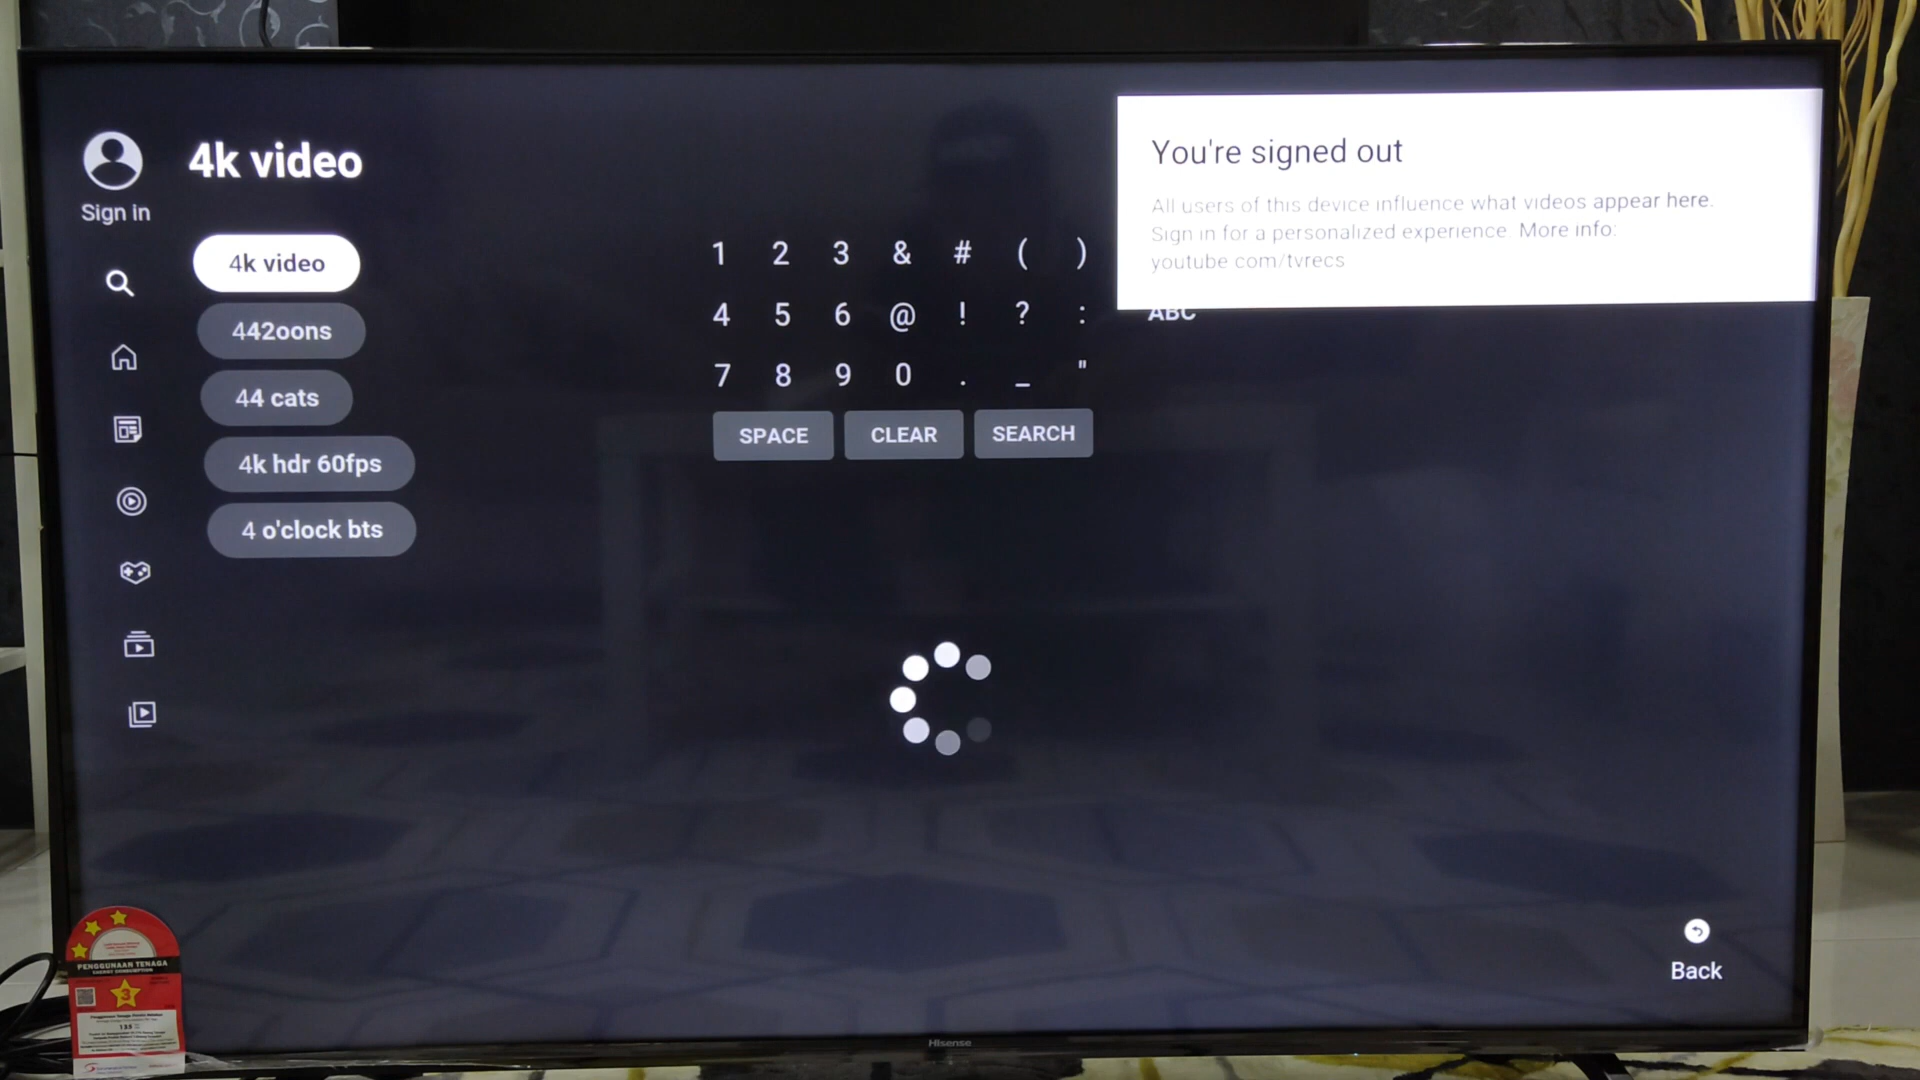 4k video
Sign in
You're signed out
All users of this device influence what videos appear here.
Sign in for a personalized experience. More info:
youtube com/tvrecs
4k video
442oons
44 cats
4k hdr 60fps
4 o'clock bts
1 2 3 & # ( )
4 5 6 @ ! ? : ABC
7 8 9 0 . _ "
SPACE CLEAR SEARCH
Back
PENGGUNAAN TENAGA
ENERGY CONSUMPTION
3
Hisense